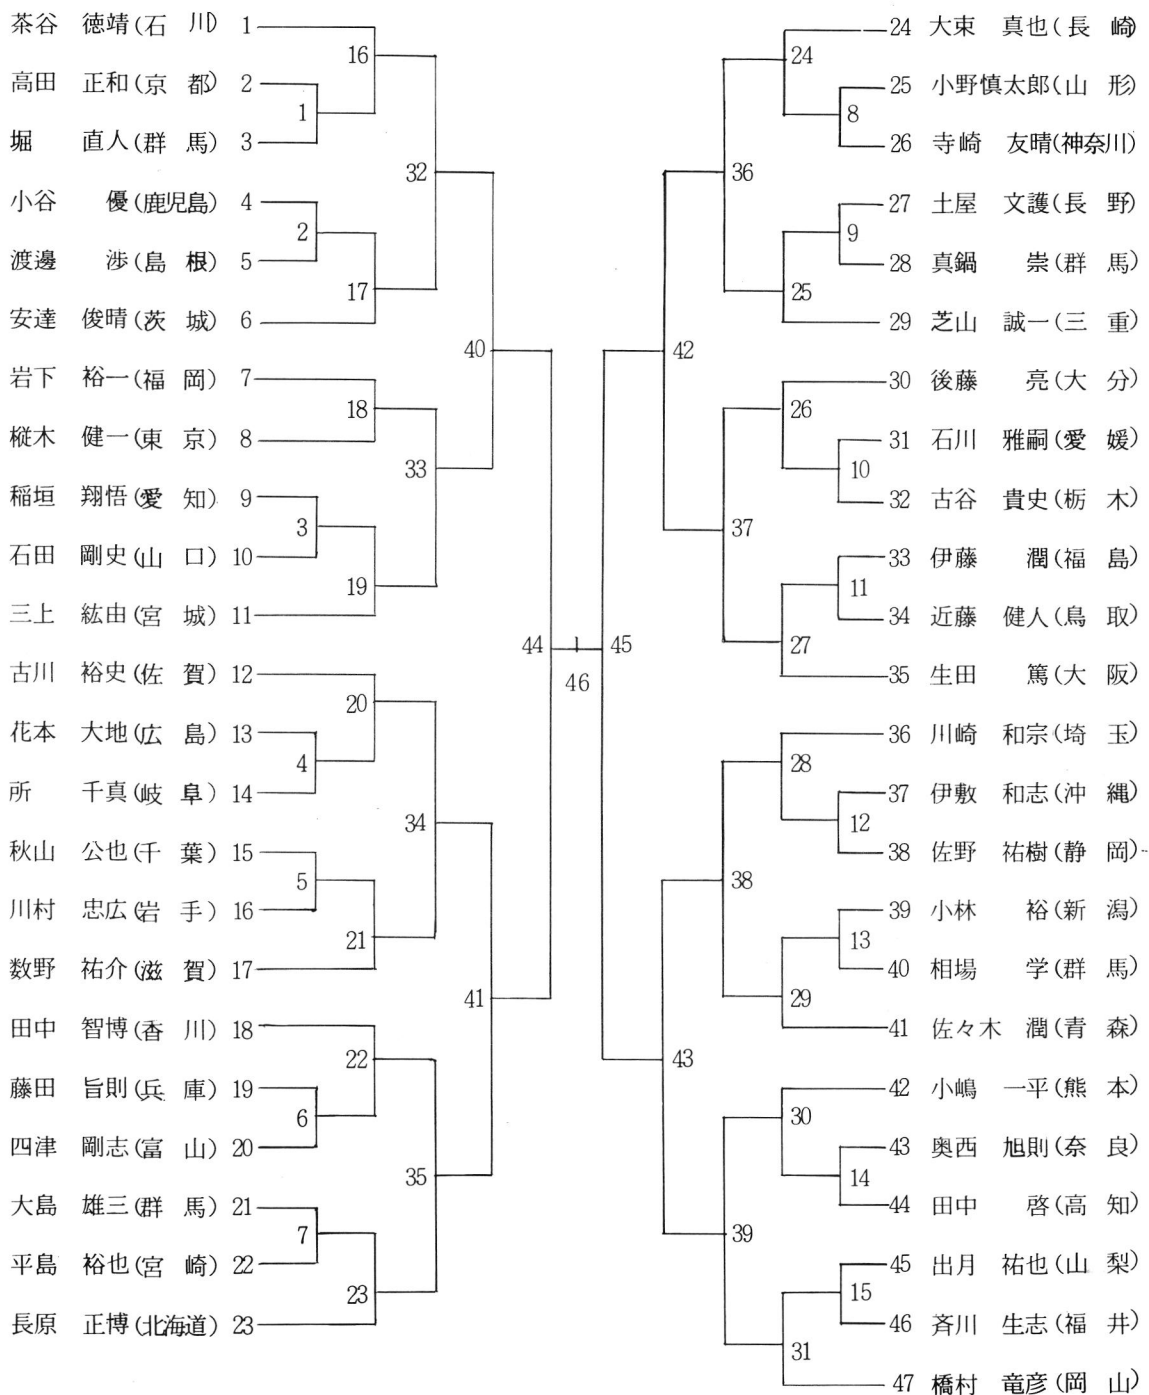 茶谷 徳靖(石 川) 1
高田 正和(京 都) 2
堀 直人(群 馬) 3
小谷 優(鹿児島) 4
渡邊 渉(島 根) 5
安達 俊晴(茨 城) 6
岩下 裕一(福 岡) 7
樅木 健一(東 京) 8
稲垣 翔悟(愛 知) 9
石田 剛史(山 口) 10
三上 紘由(宮 城) 11
古川 裕史(佐 賀) 12
花本 大地(広 島) 13
所 千真(岐 阜) 14
秋山 公也(千 葉) 15
川村 忠広(岩 手) 16
数野 祐介(滋 賀) 17
田中 智博(香 川) 18
藤田 旨則(兵 庫) 19
四津 剛志(富 山) 20
大島 雄三(群 馬) 21
平島 裕也(宮 崎) 22
長原 正博(北海道) 23
1
2
3
4
5
6
7
16
17
18
19
20
21
22
23
32
33
34
35
40
41
44
46
45
42
43
36
37
38
39
24
25
26
27
28
29
30
31
8
9
10
11
12
13
14
15
24 大束 真也(長 崎)
25 小野慎太郎(山 形)
26 寺崎 友晴(神奈川)
27 土屋 文護(長 野)
28 真鍋 崇(群 馬)
29 芝山 誠一(三 重)
30 後藤 亮(大 分)
31 石川 雅嗣(愛 媛)
32 古谷 貴史(栃 木)
33 伊藤 潤(福 島)
34 近藤 健人(鳥 取)
35 生田 篤(大 阪)
36 川崎 和宗(埼 玉)
37 伊敷 和志(沖 縄)
38 佐野 祐樹(静 岡)
39 小林 裕(新 潟)
40 相場 学(群 馬)
41 佐々木 潤(青 森)
42 小嶋 一平(熊 本)
43 奥西 旭則(奈 良)
44 田中 啓(高 知)
45 出月 祐也(山 梨)
46 斉川 生志(福 井)
47 橋村 竜彦(岡 山)